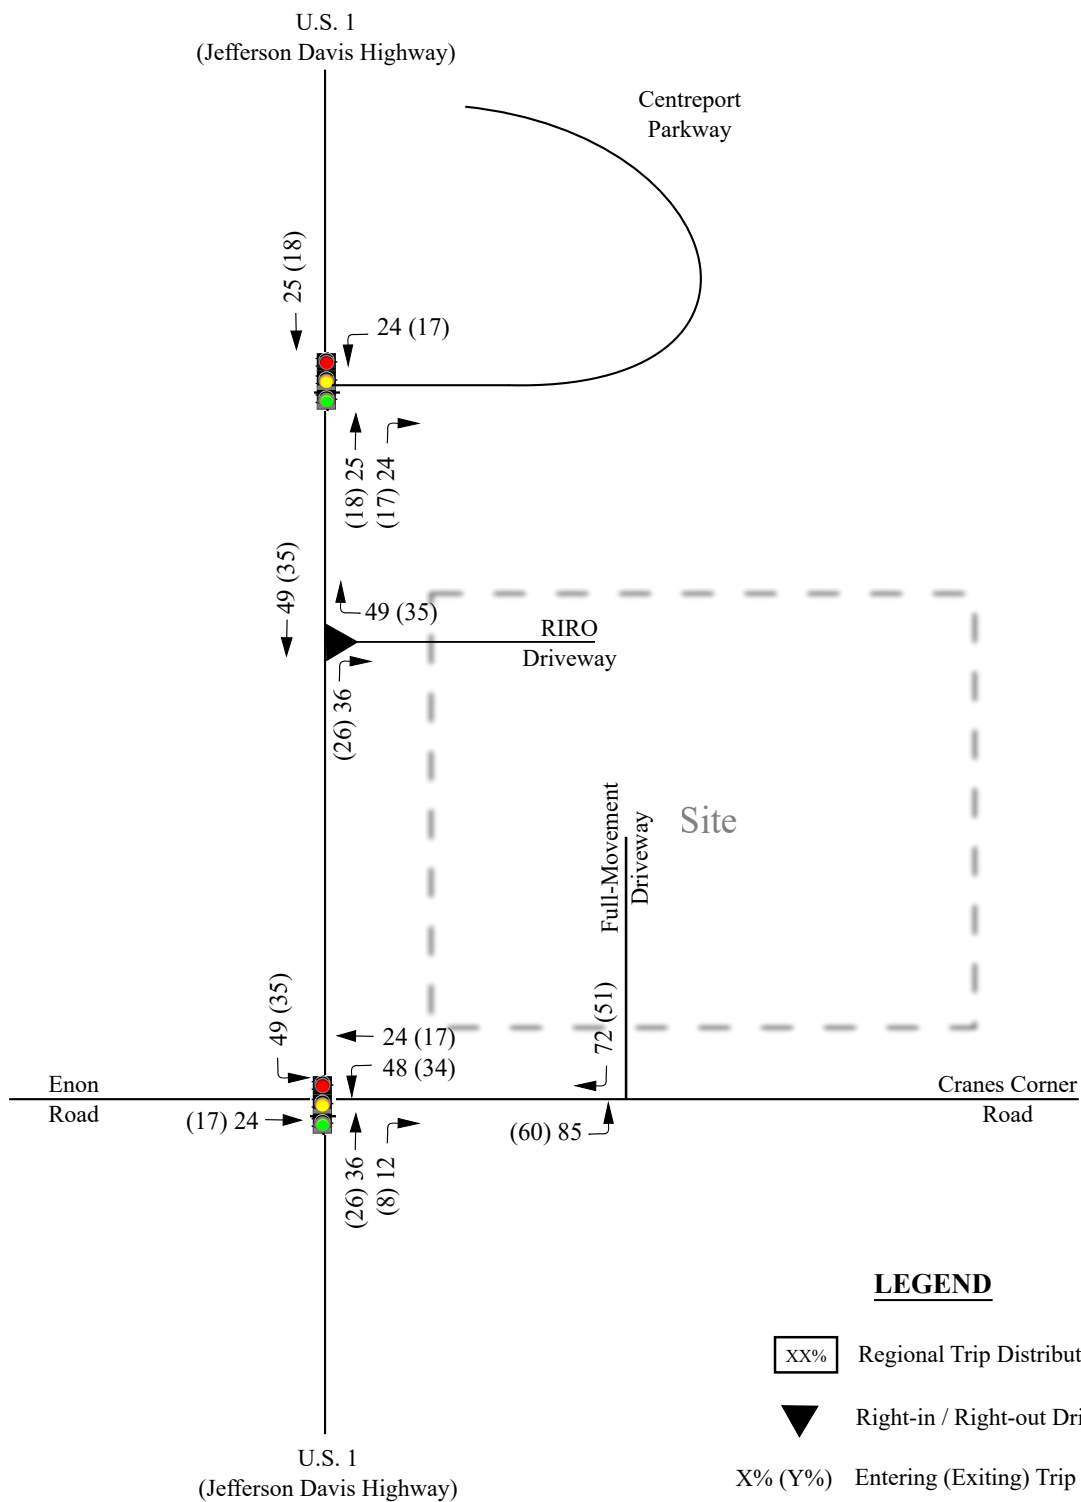 U.S. 1
(Jefferson Davis Highway)
Centreport
Parkway
25 (18)
24 (17)
(18) 25
(17) 24
49 (35)
49 (35)
RIRO
Driveway
(26) 36
Full-Movement
Driveway
Site
49 (35)
72 (51)
24 (17)
48 (34)
Enon
Road
Cranes Corner
Road
(17) 24
(60) 85
(26) 36
(8) 12
LEGEND
XX% Regional Trip Distribut
Right-in / Right-out Dri
X% (Y%) Entering (Exiting) Trip
U.S. 1
(Jefferson Davis Highway)